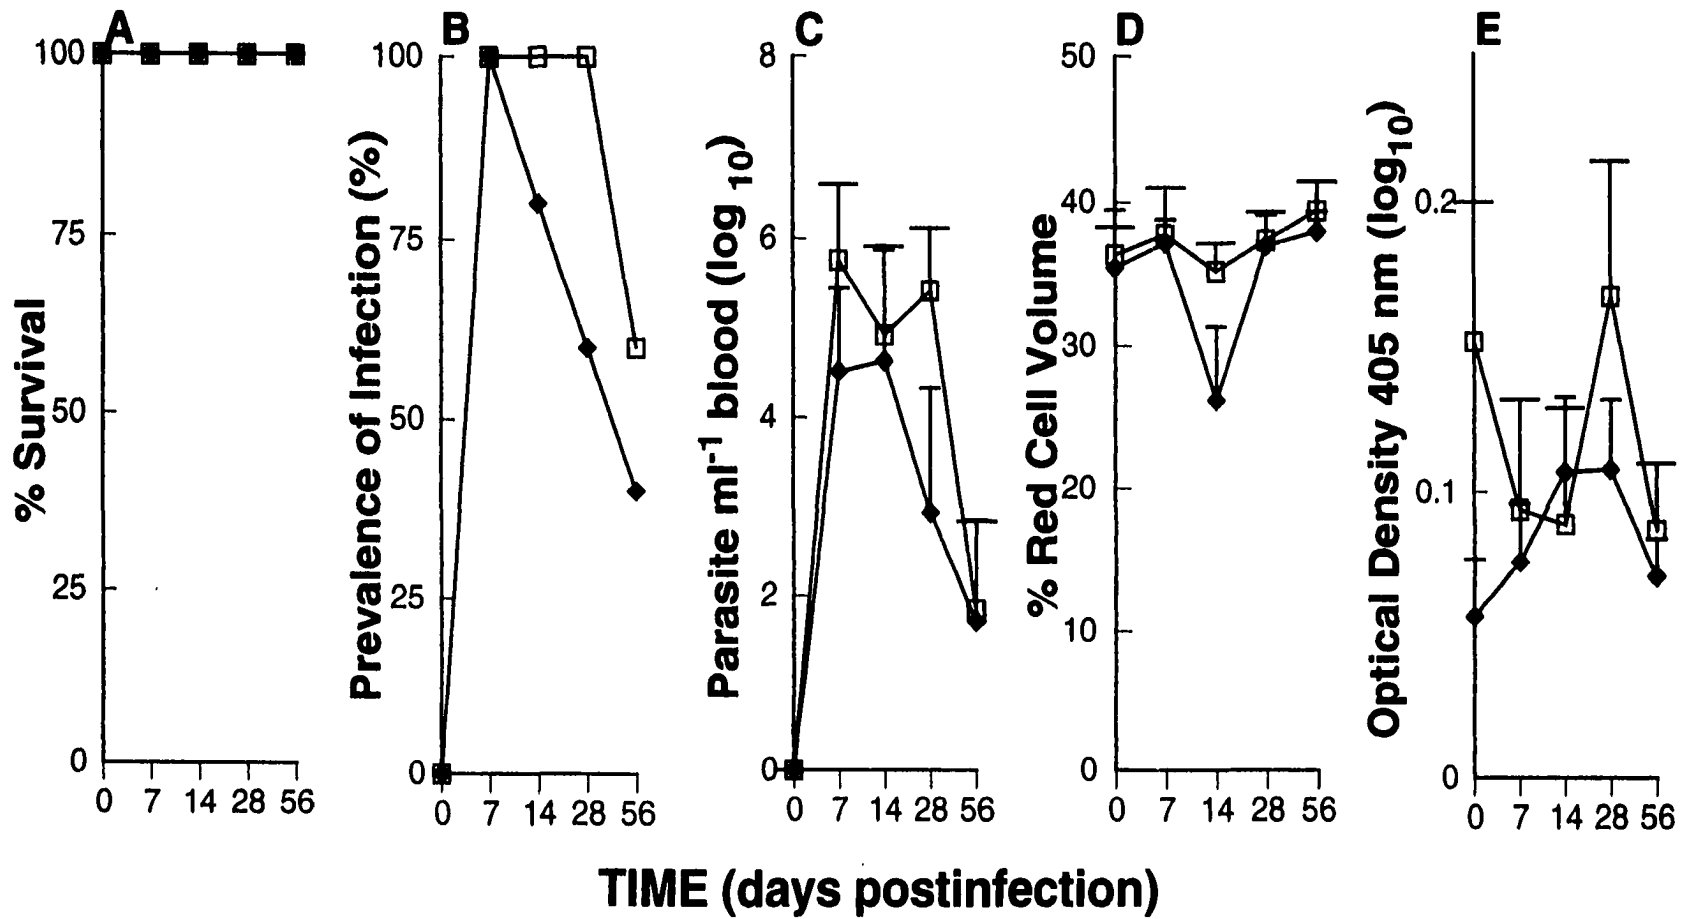 A
% Survival
100
75
50
25
0
0 7 14 28 56
B
Prevalence of Infection (%)
100
75
50
25
0
0 7 14 28 56
C
Parasite ml-1 blood (log 10)
8
6
4
2
0
0 7 14 28 56
D
% Red Cell Volume
50
40
30
20
10
0
0 7 14 28 56
E
Optical Density 405 nm (log10)
0.2
0.1
0
0 7 14 28 56
TIME (days postinfection)